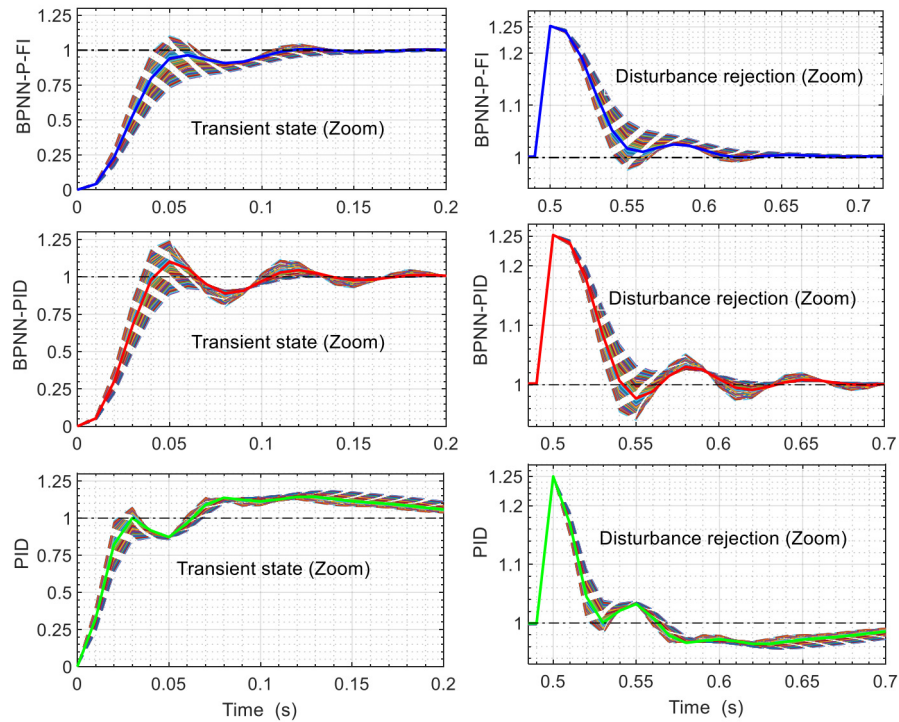 BPNN-P-FI
1.25
1
0.75
0.5
0.25
0
Transient state (Zoom)
0 0.05 0.1 0.15 0.2
BPNN-P-FI
1.25
1.1
1
Disturbance rejection (Zoom)
0.5 0.55 0.6 0.65 0.7
BPNN-PID
1.25
1
0.75
0.5
0.25
0
Transient state (Zoom)
0 0.05 0.1 0.15 0.2
BPNN-PID
1.25
1.1
1
Disturbance rejection (Zoom)
0.5 0.55 0.6 0.65 0.7
PID
1.25
1
0.75
0.5
0.25
0
Transient state (Zoom)
0 0.05 0.1 0.15 0.2
Time (s)
PID
1.25
1.1
1
Disturbance rejection (Zoom)
0.5 0.55 0.6 0.65 0.7
Time (s)